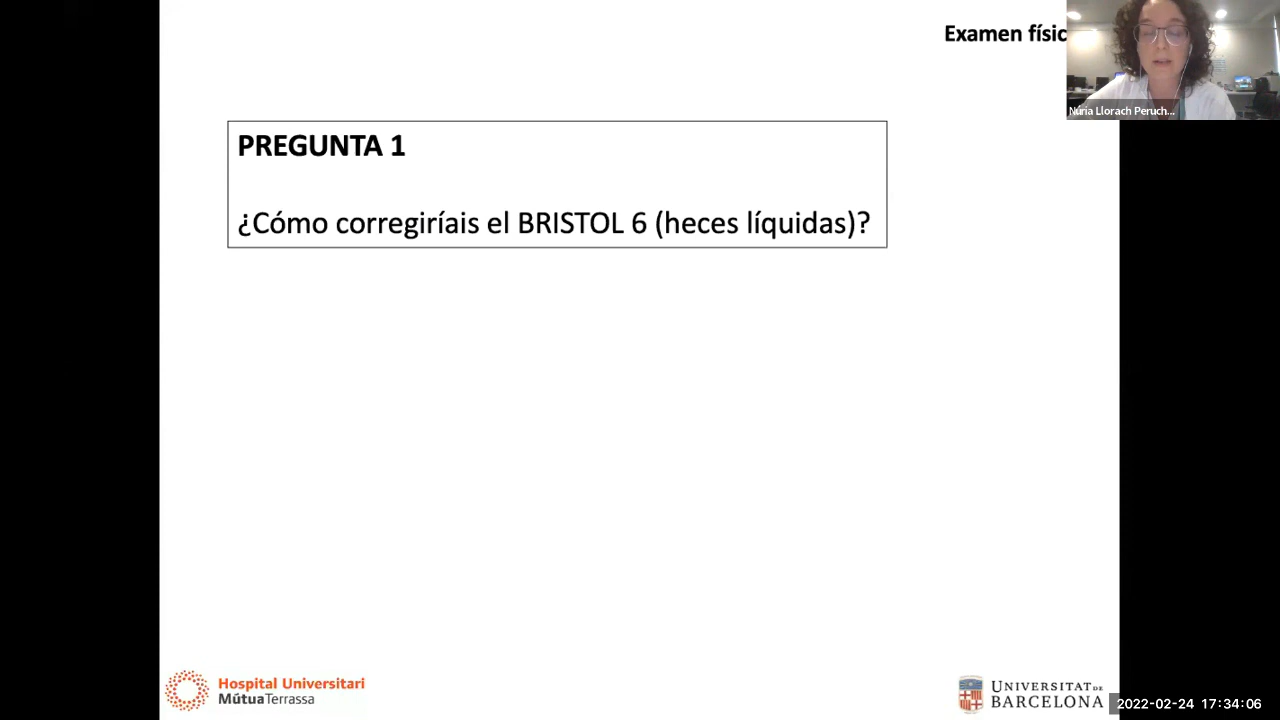 Examen físic
Núria Llorach Peruch...
PREGUNTA 1
¿Cómo corregiríais el BRISTOL 6 (heces líquidas)?
Hospital Universitari
MútuaTerrassa
UNIVERSITAT DE
BARCELONA
2022-02-24 17:34:06